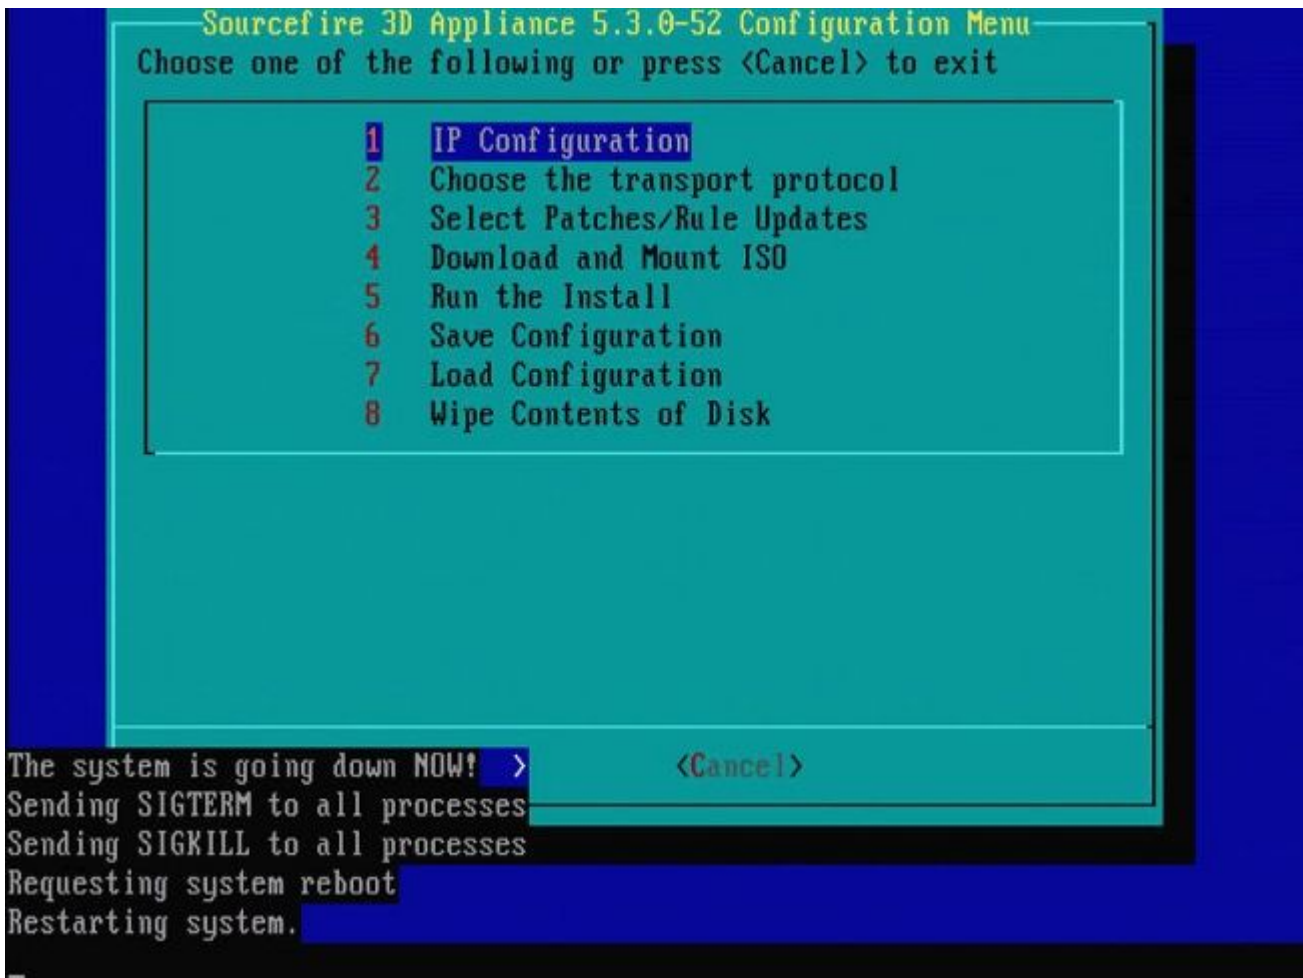 Sourcefire 3D Appliance 5.3.0-52 Configuration Menu
Choose one of the following or press <Cancel> to exit
1 IP Configuration
2 Choose the transport protocol
3 Select Patches/Rule Updates
4 Download and Mount ISO
5 Run the Install
6 Save Configuration
7 Load Configuration
8 Wipe Contents of Disk
The system is going down NOW! > <Cancel>
Sending SIGTERM to all processes
Sending SIGKILL to all processes
Requesting system reboot
Restarting system.